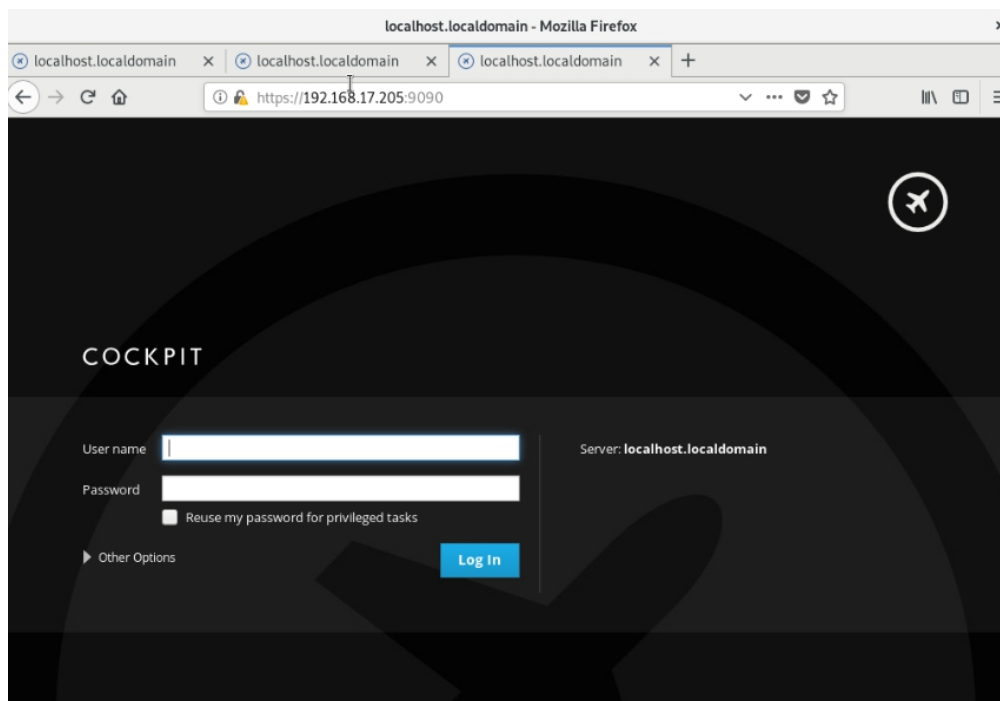 localhost.localdomain - Mozilla Firefox
localhost.localdomain localhost.localdomain localhost.localdomain
https://192.168.17.205:9090
COCKPIT
User name
Server: localhost.localdomain
Password
Reuse my password for privileged tasks
Other Options
Log In